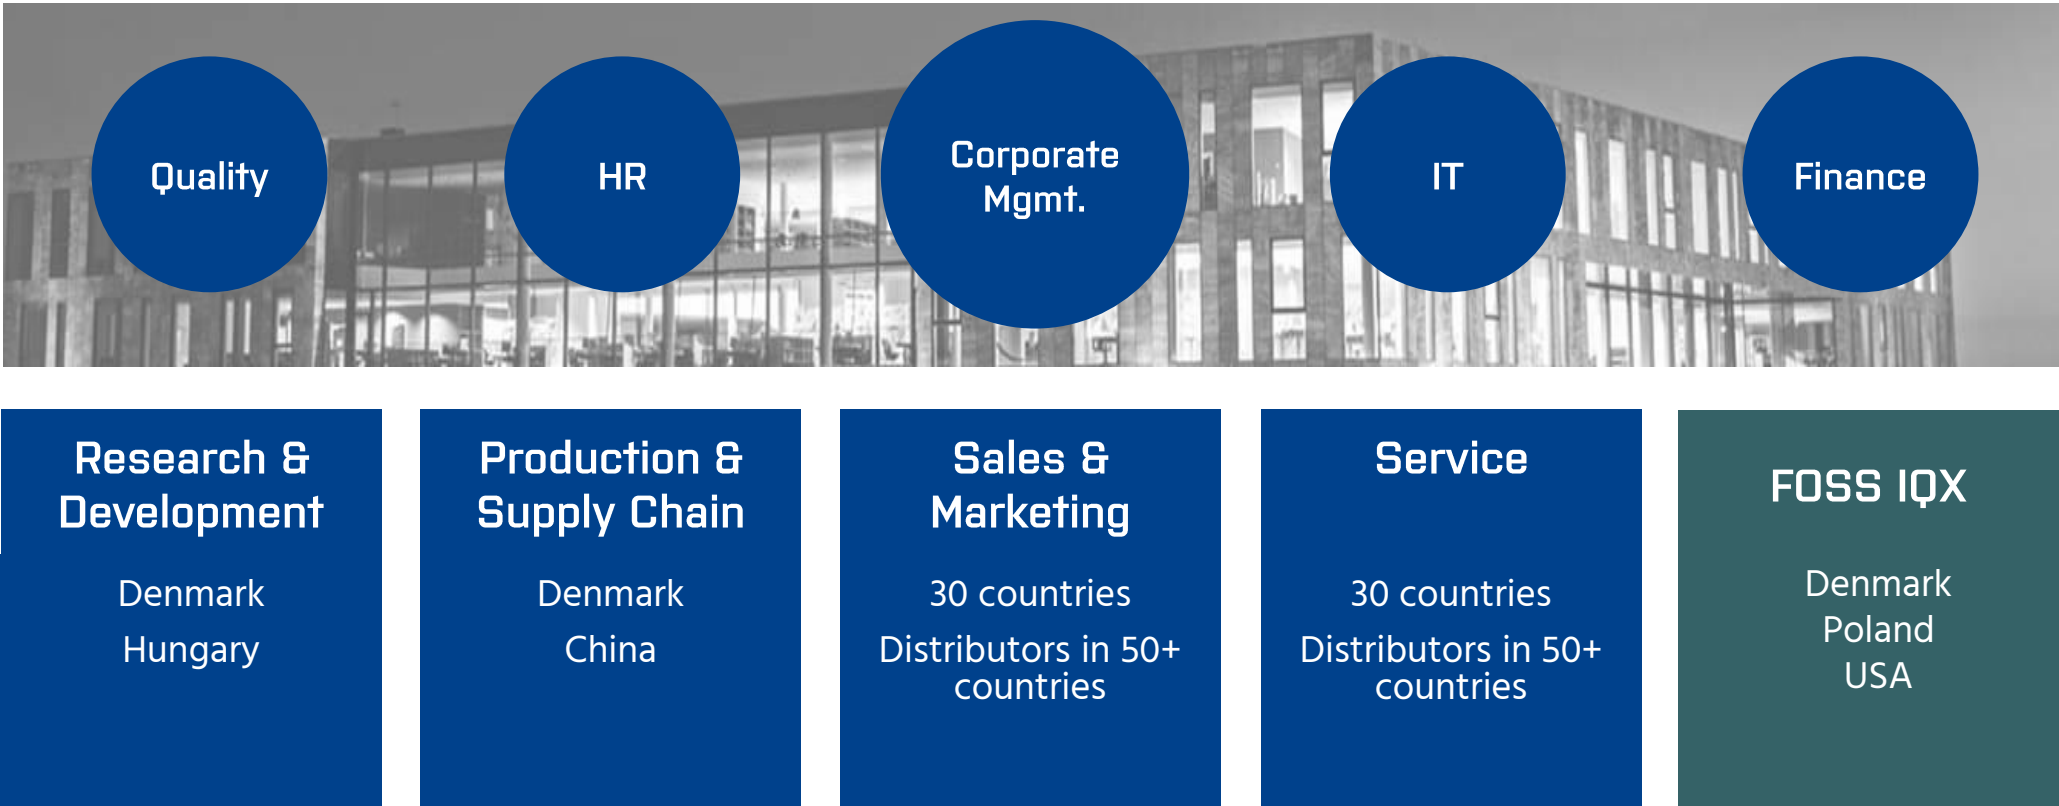 Quality
HR
Corporate
Mgmt.
IT
Finance
Research &
Development
Denmark
Hungary
Production &
Supply Chain
Denmark
China
Sales &
Marketing
30 countries
Distributors in 50+
countries
Service
30 countries
Distributors in 50+
countries
FOSS IQX
Denmark
Poland
USA